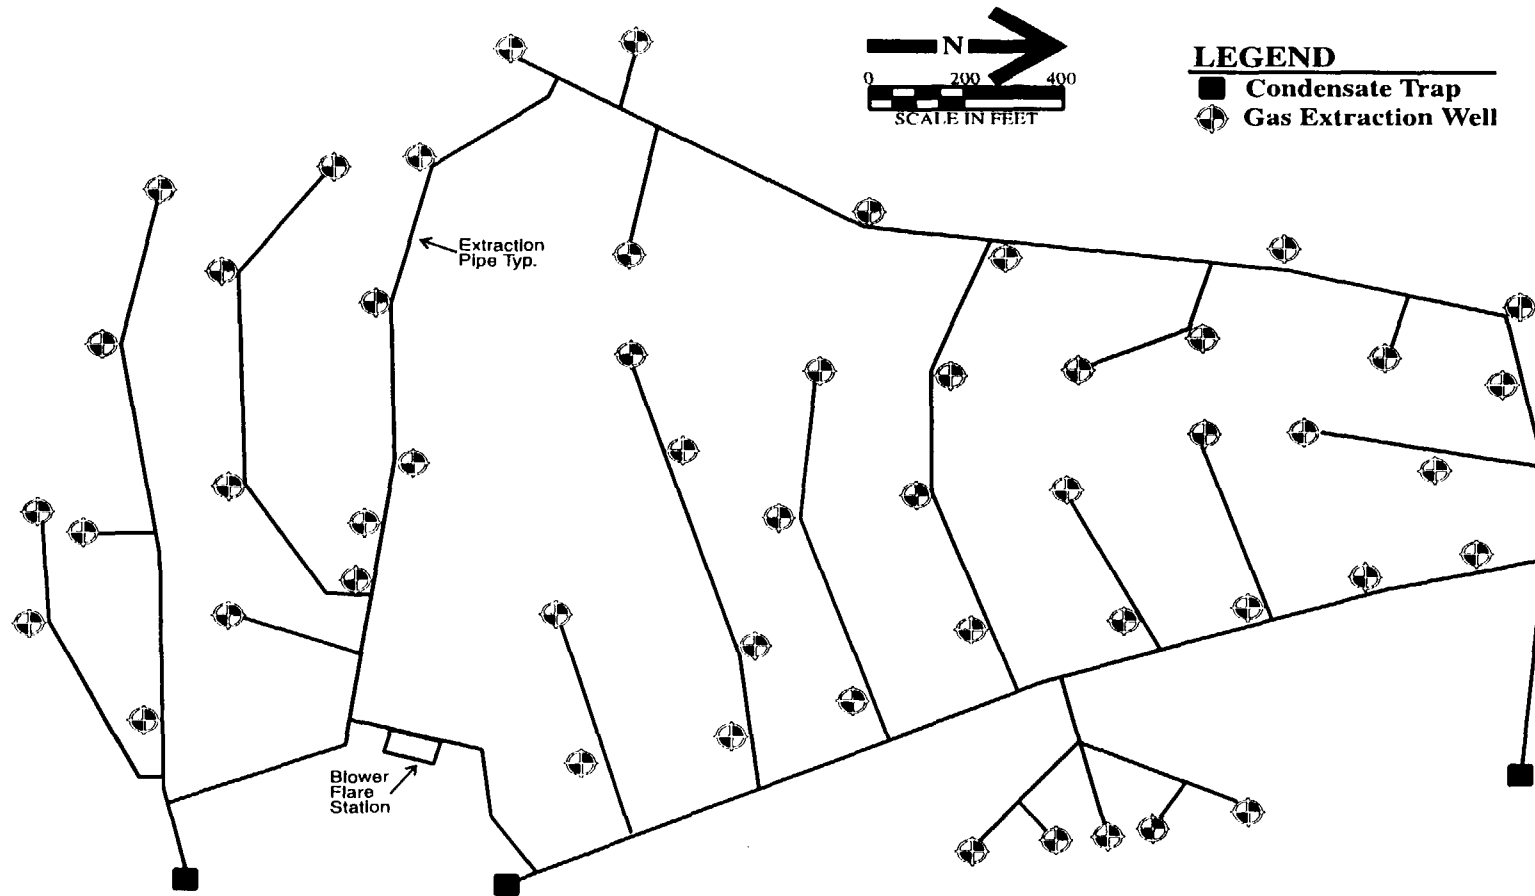 N
0 200 400
SCALE IN FEET
LEGEND
Condensate Trap
Gas Extraction Well
Extraction
Pipe Typ.
Blower
Flare
Station